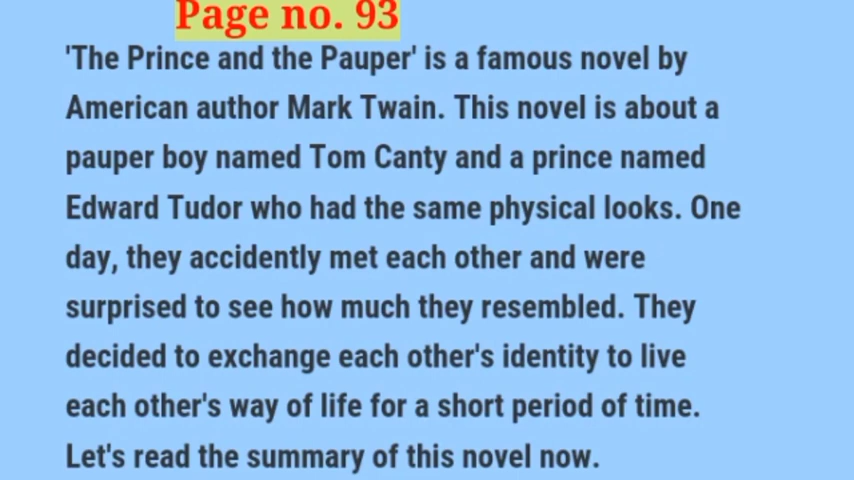 Page no. 93
'The Prince and the Pauper' is a famous novel by
American author Mark Twain. This novel is about a
pauper boy named Tom Canty and a prince named
Edward Tudor who had the same physical looks. One
day, they accidently met each other and were
surprised to see how much they resembled. They
decided to exchange each other's identity to live
each other's way of life for a short period of time.
Let's read the summary of this novel now.